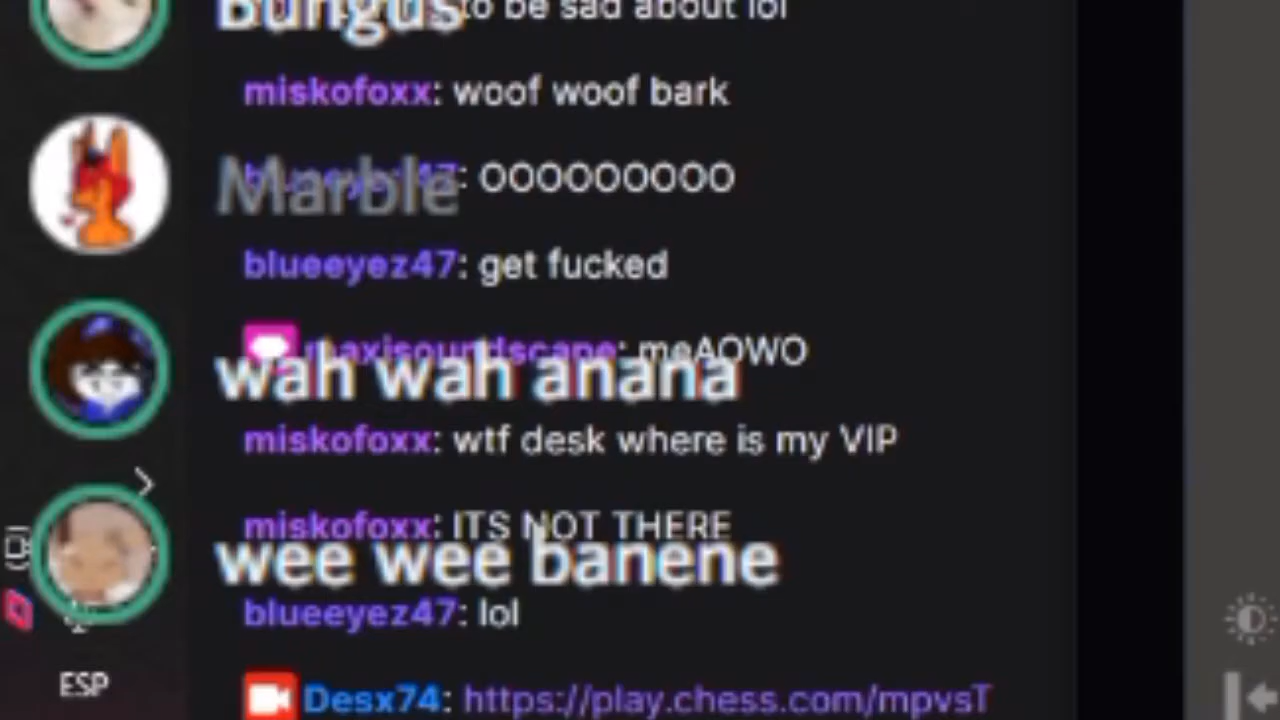 Bungus to be sad about lol
miskofoxx: woof woof bark
Marble
blueeyez47: OOOOOOOOO
blueeyez47: get fucked
maxisoundscape: meAOWO
wah wah anana
miskofoxx: wtf desk where is my VIP
miskofoxx: ITS NOT THERE
wee wee banene
blueeyez47: lol
ESP
Desx74: https://play.chess.com/mpvsT